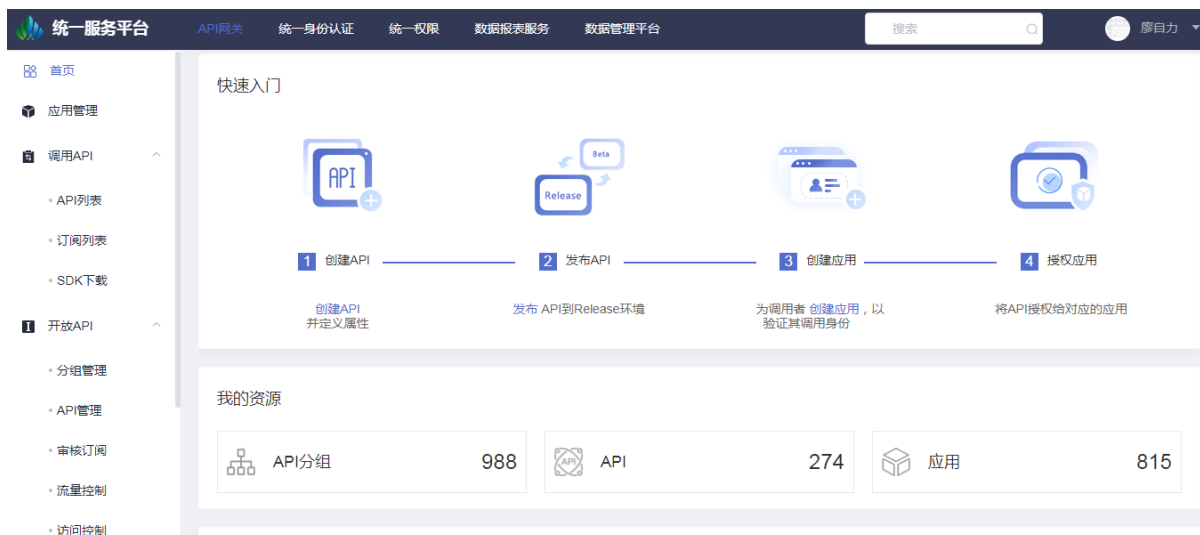 统一服务平台
API网关 统一身份认证 统一权限 数据报表服务 数据管理平台
搜索
廖自力
首页
应用管理
调用API
API列表
订阅列表
SDK下载
开放API
分组管理
API管理
审核订阅
流量控制
访问控制
快速入门
API
Beta
Release
1 创建API
2 发布API
3 创建应用
4 授权应用
创建API
并定义属性
发布 API到Release环境
为调用者 创建应用，以
验证其调用身份
将API授权给对应的应用
我的资源
API分组 988
API
API 274
应用 815